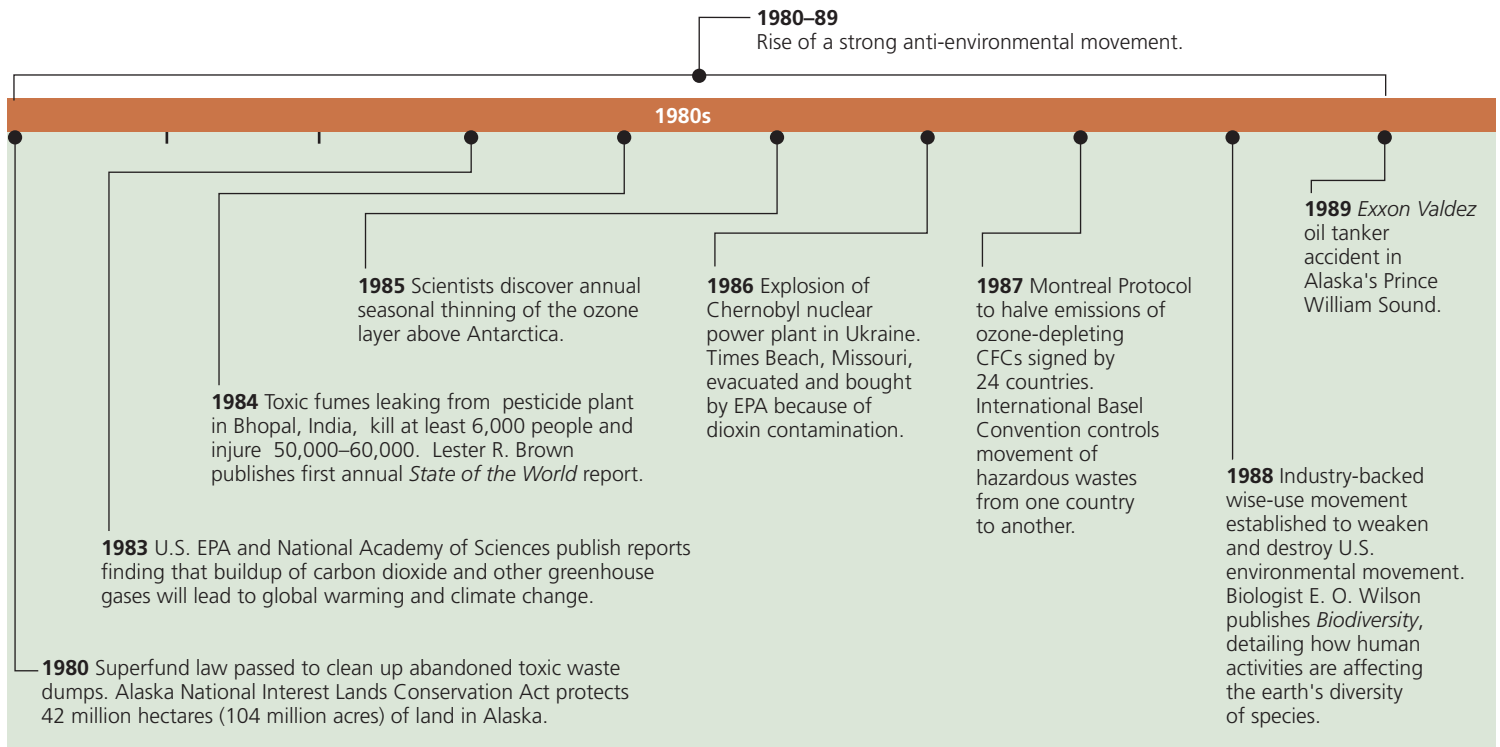 1980–89
Rise of a strong anti-environmental movement.
1980s
1989 Exxon Valdez
oil tanker
accident in
Alaska's Prince
William Sound.
1985 Scientists discover annual
seasonal thinning of the ozone
layer above Antarctica.
1986 Explosion of
Chernobyl nuclear
power plant in Ukraine.
Times Beach, Missouri,
evacuated and bought
by EPA because of
dioxin contamination.
1987 Montreal Protocol
to halve emissions of
ozone-depleting
CFCs signed by
24 countries.
International Basel
Convention controls
movement of
hazardous wastes
from one country
to another.
1984 Toxic fumes leaking from pesticide plant
in Bhopal, India, kill at least 6,000 people and
injure 50,000–60,000. Lester R. Brown
publishes first annual State of the World report.
1988 Industry-backed
wise-use movement
established to weaken
and destroy U.S.
environmental movement.
Biologist E. O. Wilson
publishes Biodiversity,
detailing how human
activities are affecting
the earth's diversity
of species.
1983 U.S. EPA and National Academy of Sciences publish reports
finding that buildup of carbon dioxide and other greenhouse
gases will lead to global warming and climate change.
1980 Superfund law passed to clean up abandoned toxic waste
dumps. Alaska National Interest Lands Conservation Act protects
42 million hectares (104 million acres) of land in Alaska.